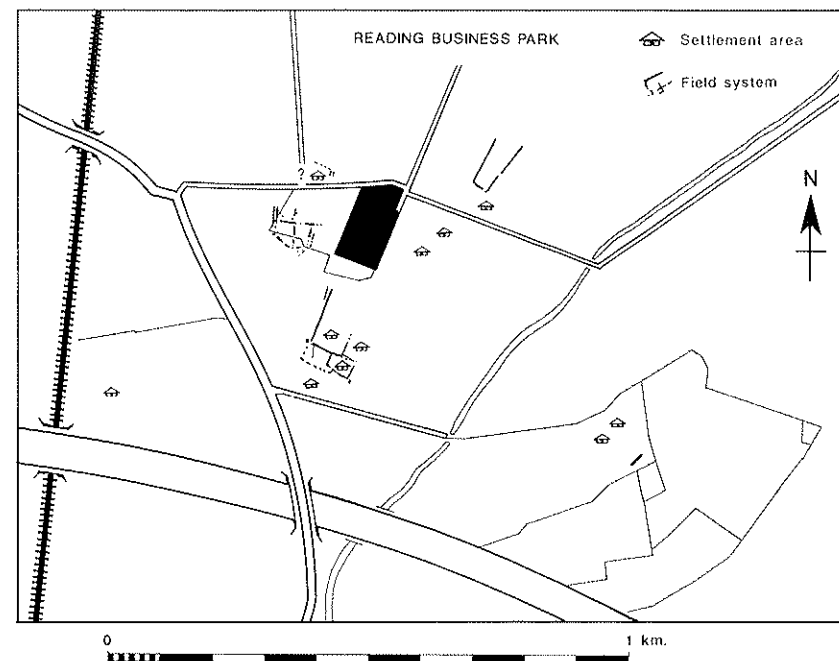 READING BUSINESS PARK
Settlement area
Field system
N
?
0
1 km.